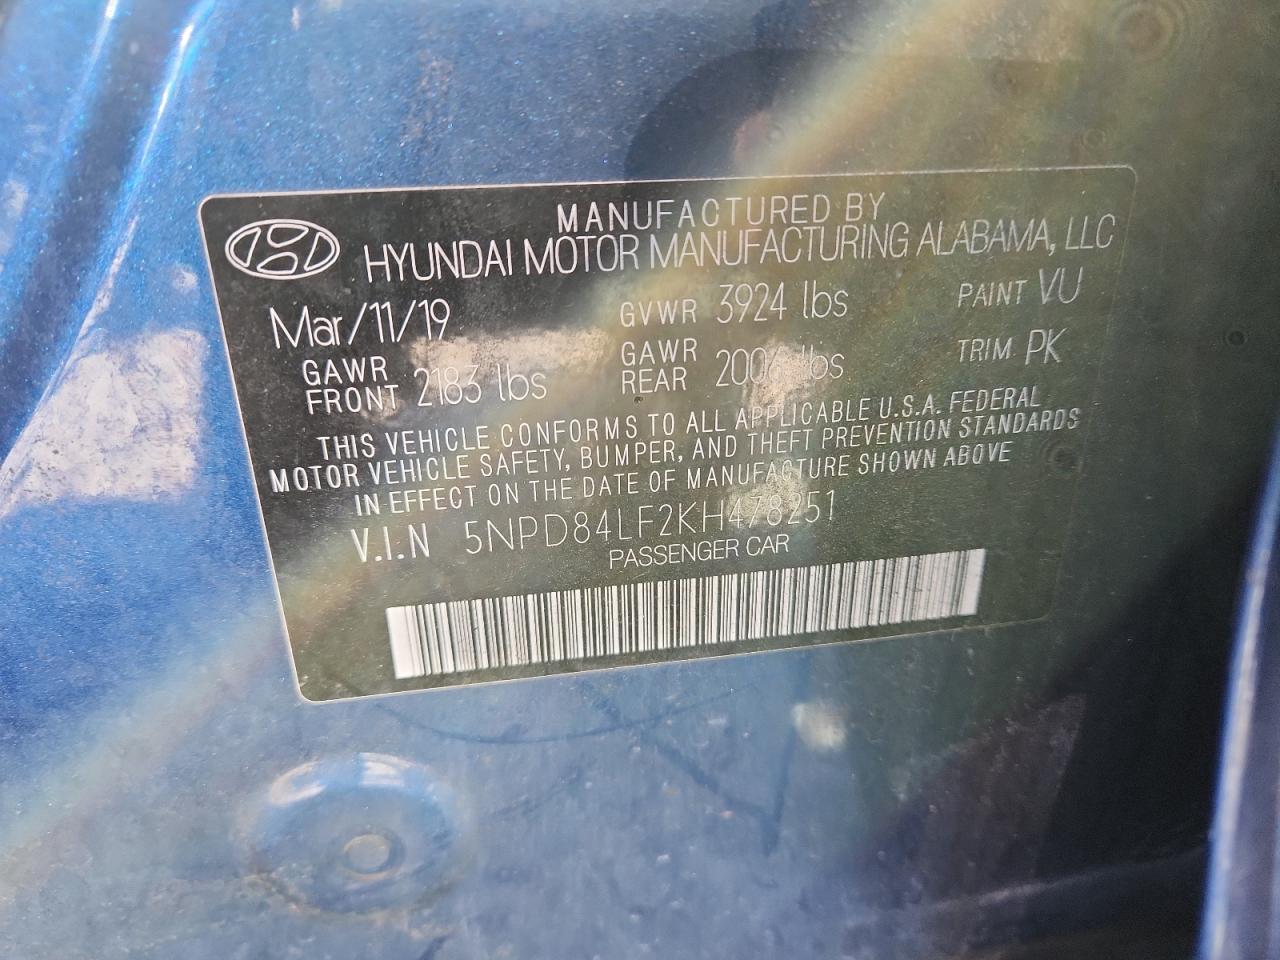 MANUFACTURED BY
HYUNDAI MOTOR MANUFACTURING ALABAMA, LLC
Mar/11/19 GVWR 3924 lbs PAINT VU
GAWR FRONT 2183 lbs GAWR REAR 2006 lbs TRIM PK
THIS VEHICLE CONFORMS TO ALL APPLICABLE U.S.A. FEDERAL
MOTOR VEHICLE SAFETY, BUMPER, AND THEFT PREVENTION STANDARDS
IN EFFECT ON THE DATE OF MANUFACTURE SHOWN ABOVE
V.I.N 5NPD84LF2KH478251
PASSENGER CAR